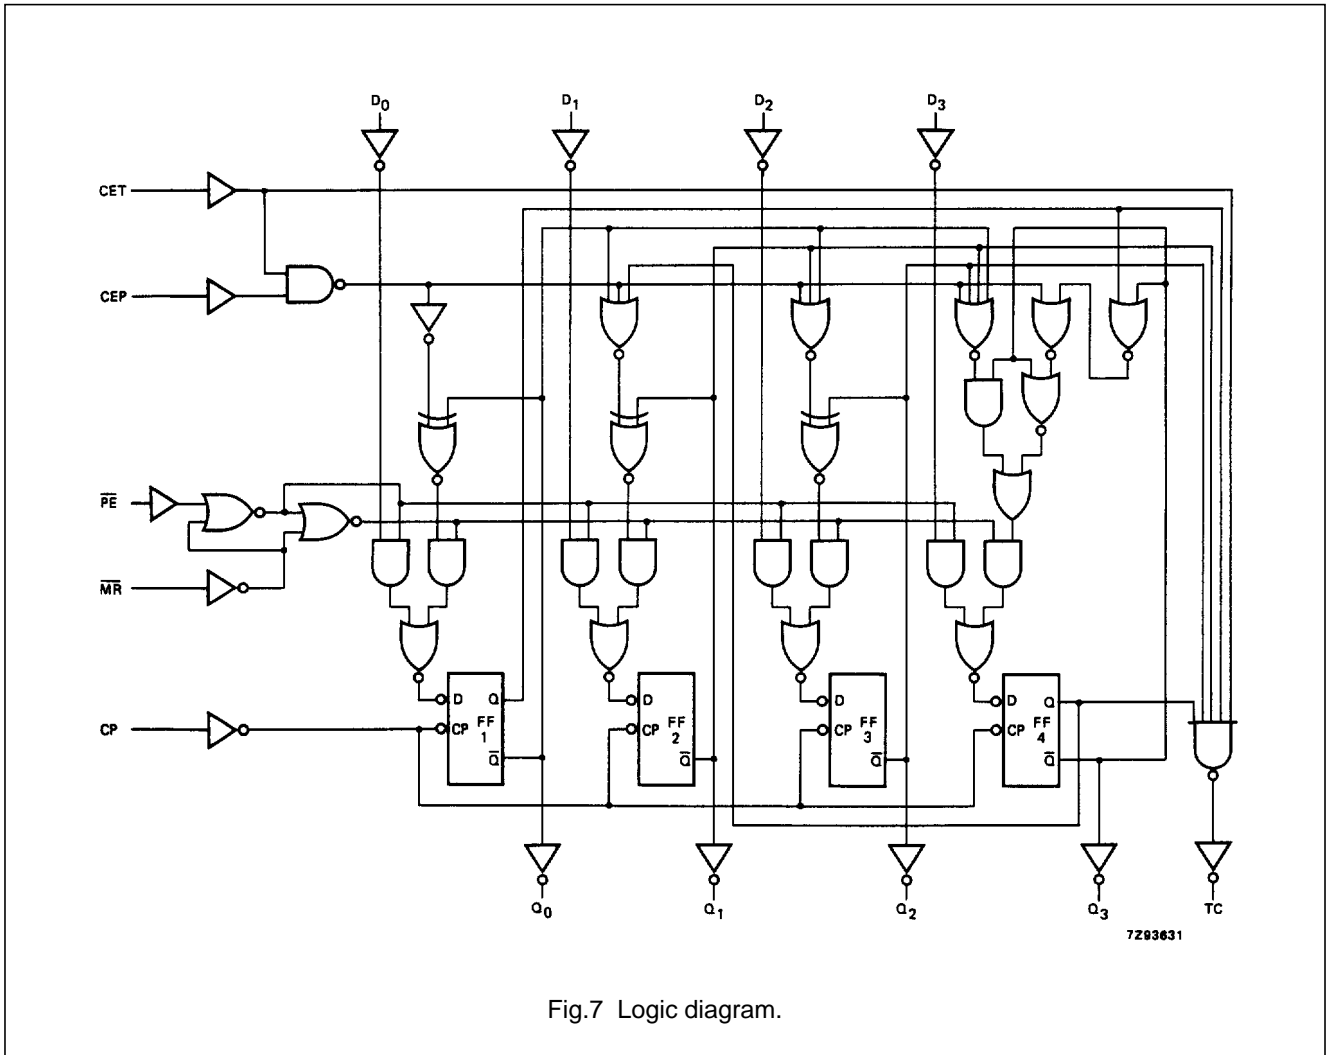 D0 D1 D2 D3
CET
CEP
PE
MR
CP
D Q
FF
1
CP
Q
D
FF
2
CP
Q
D
FF
3
CP
Q
D Q
FF
4
CP
Q
Q0 Q1 Q2 Q3 TC
7Z93631
Fig.7 Logic diagram.